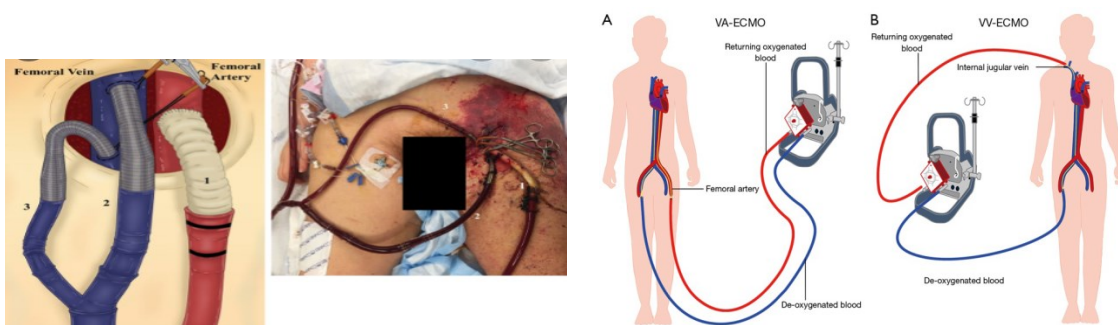 Femoral Vein
Femoral
Artery
1
2
3
3
1
2
A
VA-ECMO
Returning oxygenated
blood
Femoral artery
De-oxygenated blood
B
VV-ECMO
Returning oxygenated
blood
Internal jugular vein
De-oxygenated blood